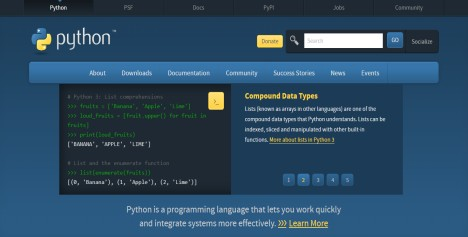 Python PSF Docs PyPI Jobs Community
python™
Donate Search GO Socialize
About Downloads Documentation Community Success Stories News Events
# Python 3: List comprehensions
>>> fruits = ['Banana', 'Apple', 'Lime']
>>> loud_fruits = [fruit.upper() for fruit in
fruits]
>>> print(loud_fruits)
['BANANA', 'APPLE', 'LIME']
# List and the enumerate function
>>> list(enumerate(fruits))
[(0, 'Banana'), (1, 'Apple'), (2, 'Lime')]
>_
Compound Data Types
Lists (known as arrays in other languages) are one of the
compound data types that Python understands. Lists can be
indexed, sliced and manipulated with other built-in
functions. More about lists in Python 3
1 2 3 4 5
Python is a programming language that lets you work quickly
and integrate systems more effectively. >>> Learn More